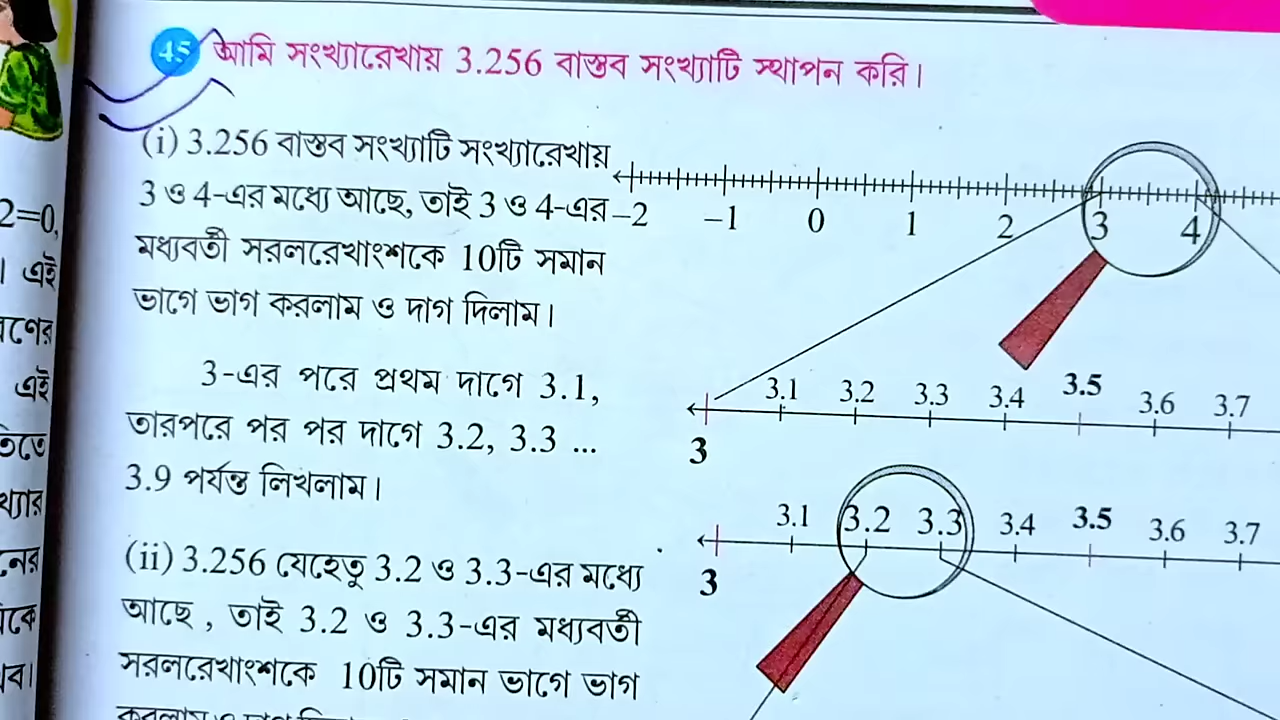 45 আমি সংখ্যারেখায় 3.256 বাস্তব সংখ্যাটি স্থাপন করি।
(i) 3.256 বাস্তব সংখ্যাটি সংখ্যারেখায়
3 ও 4-এর মধ্যে আছে, তাই 3 ও 4-এর
মধ্যবর্তী সরলরেখাংশকে 10টি সমান
ভাগে ভাগ করলাম ও দাগ দিলাম।
3-এর পরে প্রথম দাগে 3.1,
তারপরে পর পর দাগে 3.2, 3.3 ...
3.9 পর্যন্ত লিখলাম।
(ii) 3.256 যেহেতু 3.2 ও 3.3-এর মধ্যে
আছে, তাই 3.2 ও 3.3-এর মধ্যবর্তী
সরলরেখাংশকে 10টি সমান ভাগে ভাগ
−2 −1 0 1 2 3 4
3.1 3.2 3.3 3.4 3.5 3.6 3.7
3
3.1 3.2 3.3 3.4 3.5 3.6 3.7
3
2=0,
। এই
এই